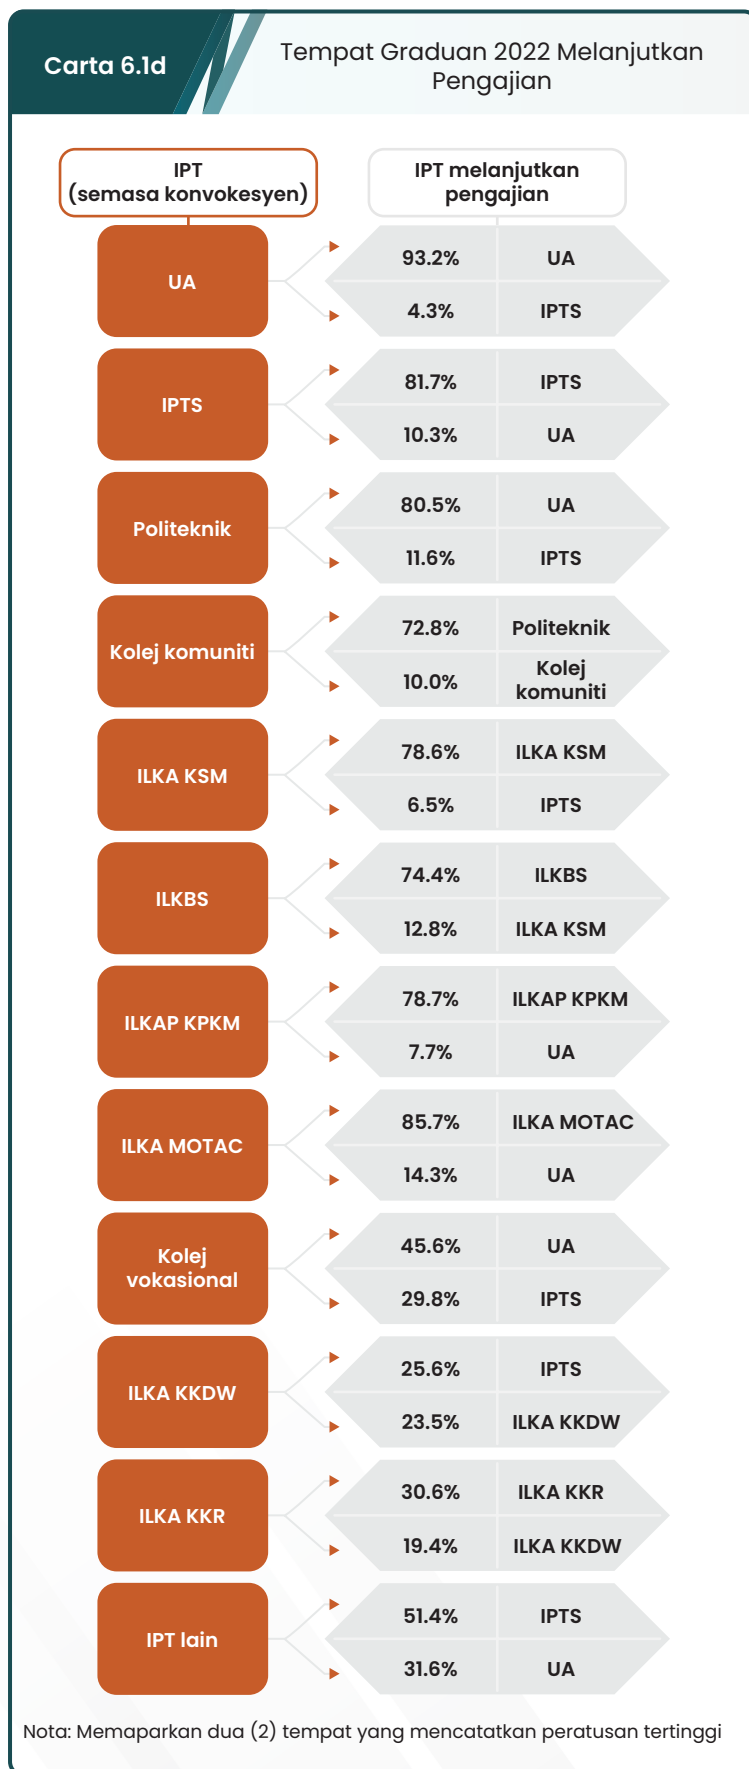 Carta 6.1d
Tempat Graduan 2022 Melanjutkan
Pengajian
IPT
(semasa konvokesyen)
IPT melanjutkan
pengajian
UA
93.2% UA
4.3% IPTS
IPTS
81.7% IPTS
10.3% UA
Politeknik
80.5% UA
11.6% IPTS
Kolej komuniti
72.8% Politeknik
10.0% Kolej
komuniti
ILKA KSM
78.6% ILKA KSM
6.5% IPTS
ILKBS
74.4% ILKBS
12.8% ILKA KSM
ILKAP KPKM
78.7% ILKAP KPKM
7.7% UA
ILKA MOTAC
85.7% ILKA MOTAC
14.3% UA
Kolej
vokasional
45.6% UA
29.8% IPTS
ILKA KKDW
25.6% IPTS
23.5% ILKA KKDW
ILKA KKR
30.6% ILKA KKR
19.4% ILKA KKDW
IPT lain
51.4% IPTS
31.6% UA
Nota: Memaparkan dua (2) tempat yang mencatatkan peratusan tertinggi